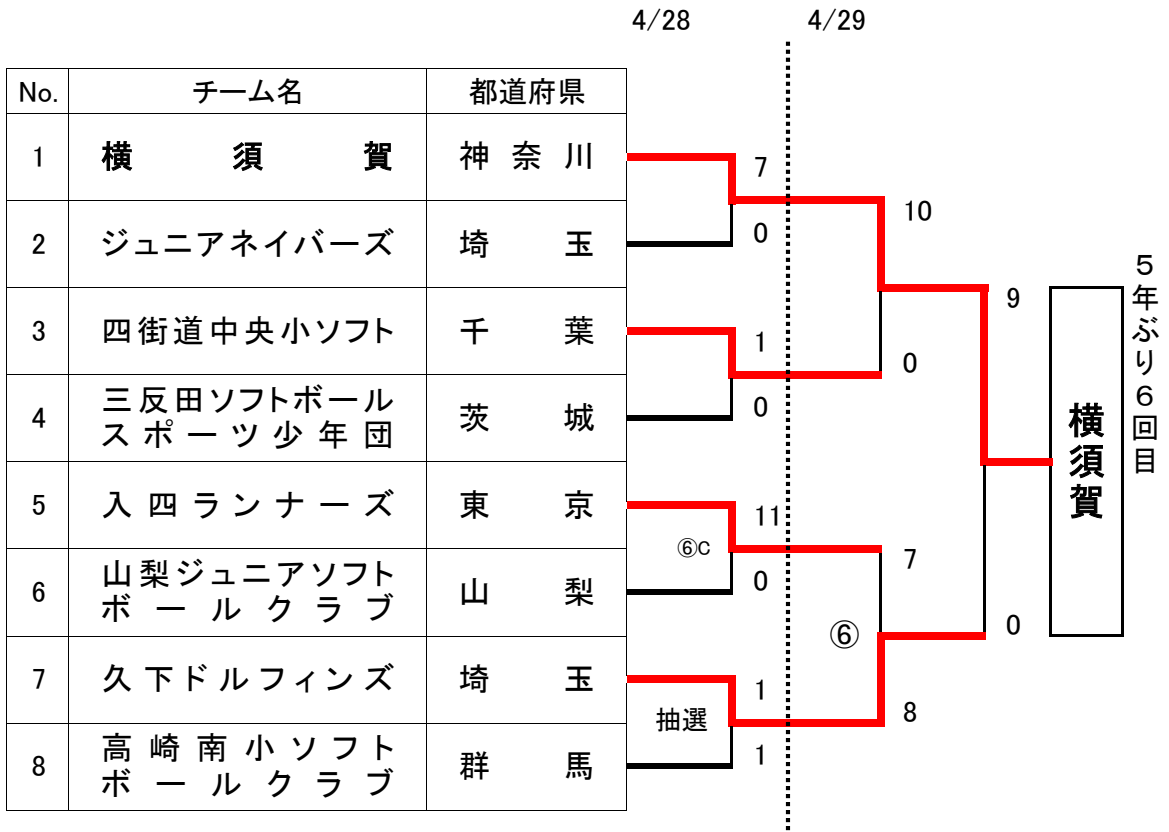 4/28 4/29
No. チーム名 都道府県
1 横須賀 神奈川
7
10
2 ジュニアネイバーズ 埼玉
0
9
3 四街道中央小ソフト 千葉
1
0
4 三反田ソフトボール
スポーツ少年団 茨城
0
5 入四ランナーズ 東京
11
⑥C
7
6 山梨ジュニアソフト
ボールクラブ 山梨
0
⑥
0
7 久下ドルフィンズ 埼玉
1
抽選
8
8 高崎南小ソフト
ボールクラブ 群馬
1
横須賀
5年ぶり6回目